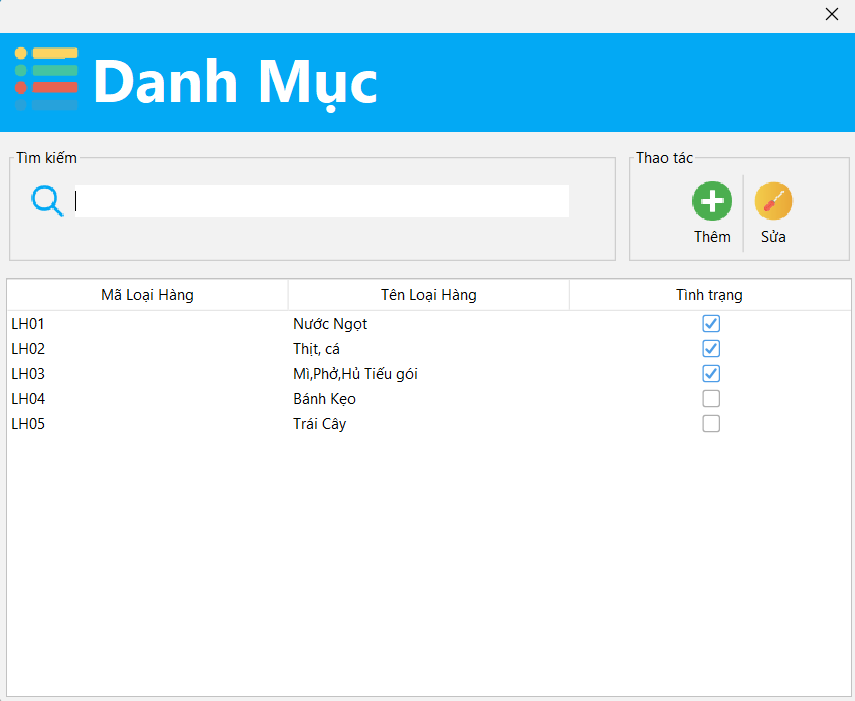 Danh Mục
Tìm kiếm
Thao tác
Thêm Sửa
Mã Loại Hàng Tên Loại Hàng Tình trạng
LH01 Nước Ngọt
LH02 Thịt, cá
LH03 Mì,Phở,Hủ Tiếu gói
LH04 Bánh Kẹo
LH05 Trái Cây